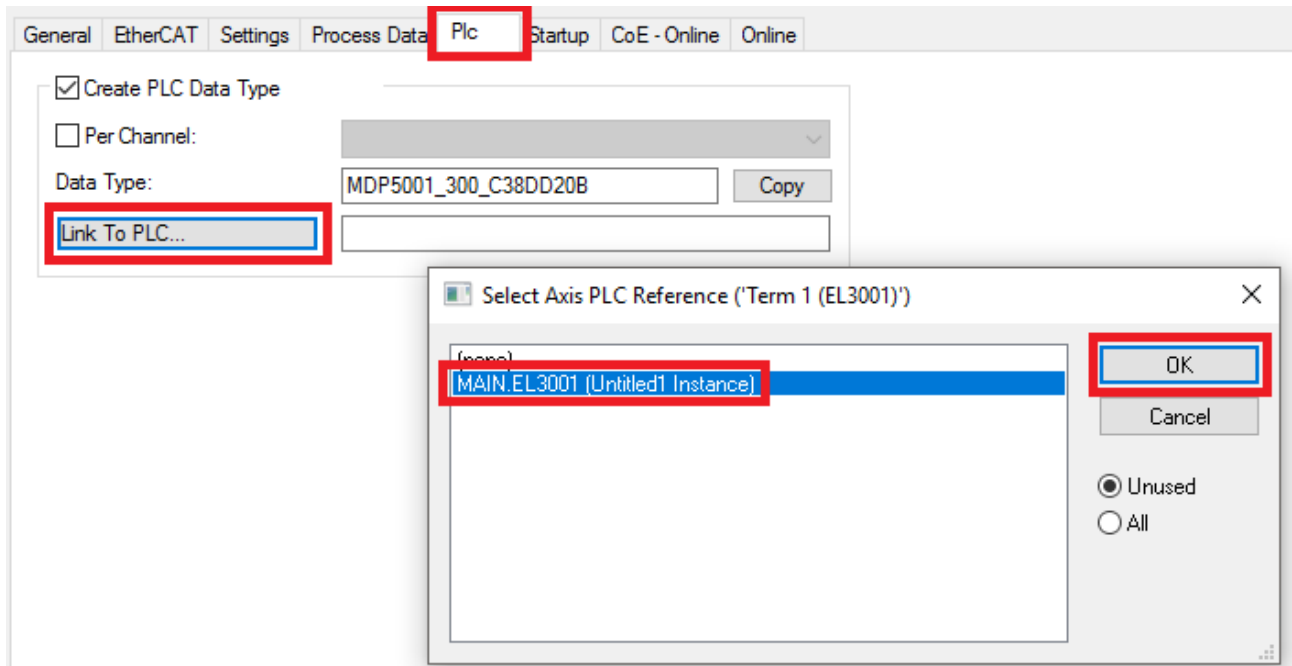 General EtherCAT Settings Process Data Plc Startup CoE - Online Online
Create PLC Data Type
Per Channel:
Data Type: MDP5001_300_C38DD20B Copy
Link To PLC...
Select Axis PLC Reference ('Term 1 (EL3001)')
(none)
MAIN.EL3001 (Untitled1 Instance)
OK
Cancel
Unused
All